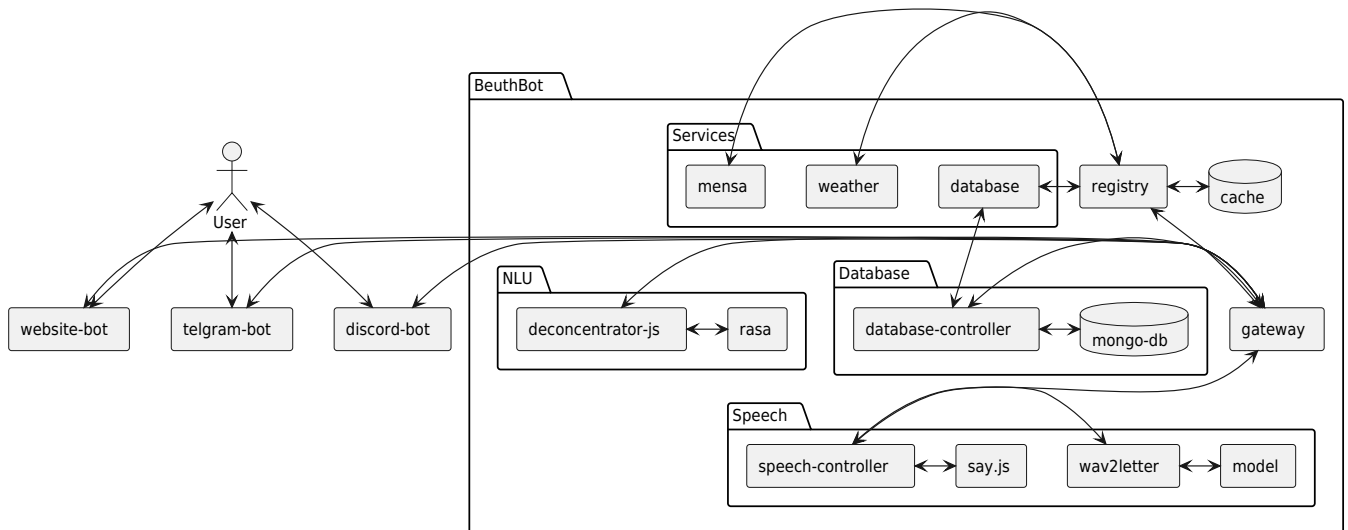 BeuthBot
Services
mensa
weather
database
registry
cache
User
NLU
Database
website-bot
telgram-bot
discord-bot
deconcentrator-js
rasa
database-controller
mongo-db
gateway
Speech
speech-controller
say.js
wav2letter
model